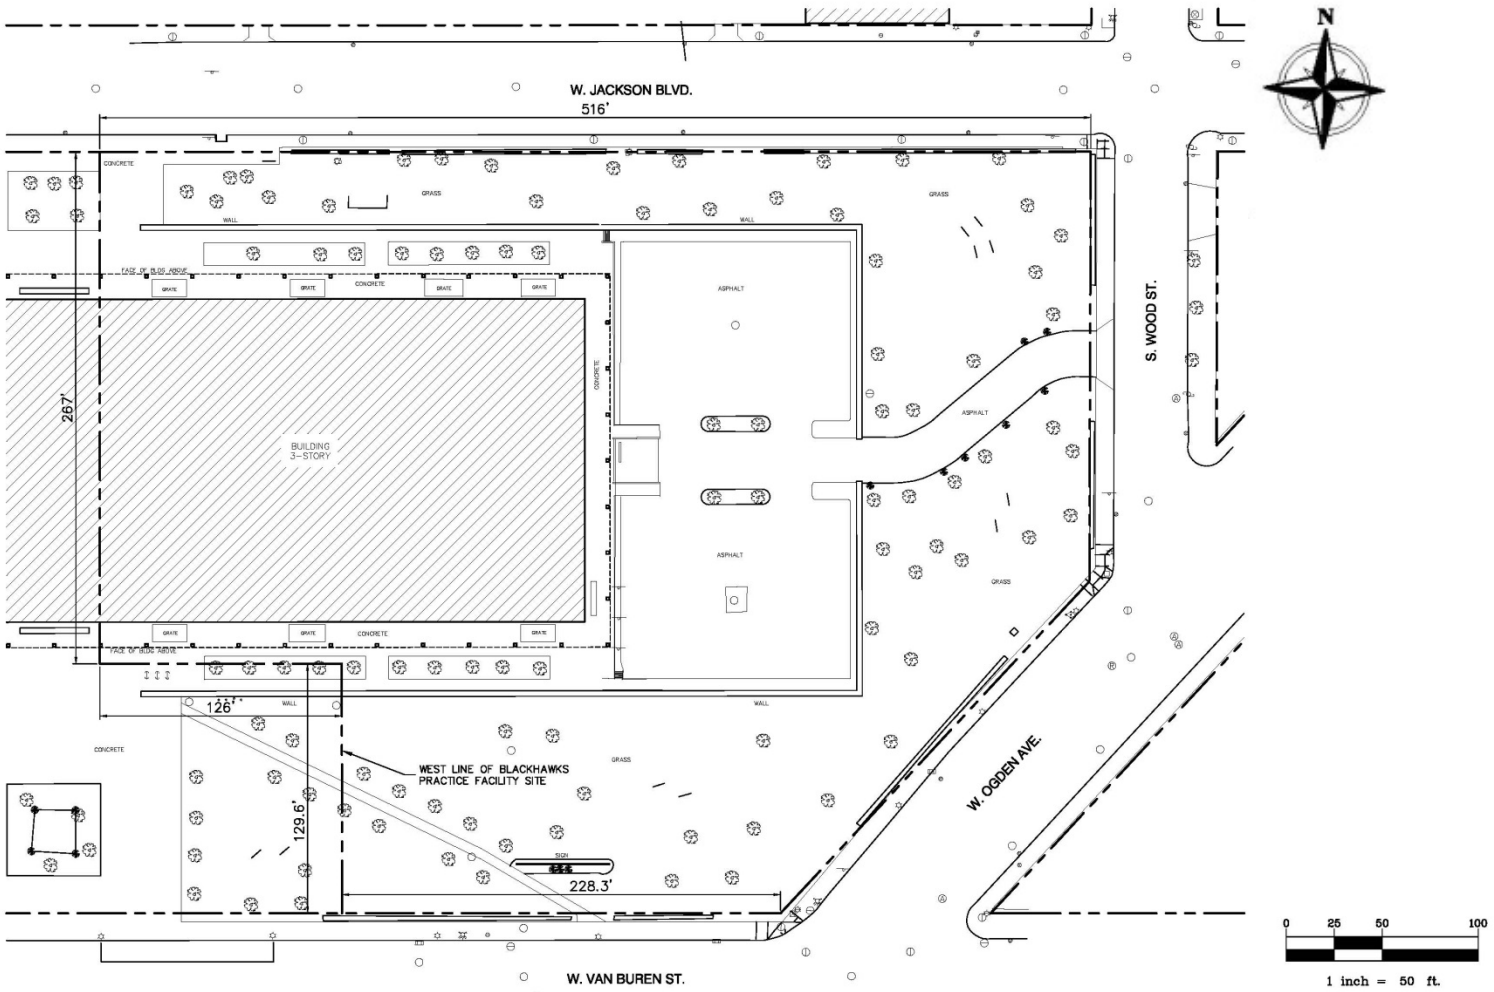 N
W. JACKSON BLVD.
516'
CONCRETE
GRASS
GRASS
WALL
WALL
FACE OF BLDG ABOVE
CONCRETE
GRATE
GRATE
GRATE
GRATE
ASPHALT
S. WOOD ST.
CONCRETE
267'
ASPHALT
BUILDING
3-STORY
ASPHALT
GRASS
GRATE
GRATE
CONCRETE
GRATE
FACE OF BLDG ABOVE
126'
WALL
WALL
CONCRETE
GRASS
WEST LINE OF BLACKHAWKS
PRACTICE FACILITY SITE
W. OGDEN AVE.
129.6'
SIGN
228.3'
W. VAN BUREN ST.
0 25 50 100
1 inch = 50 ft.